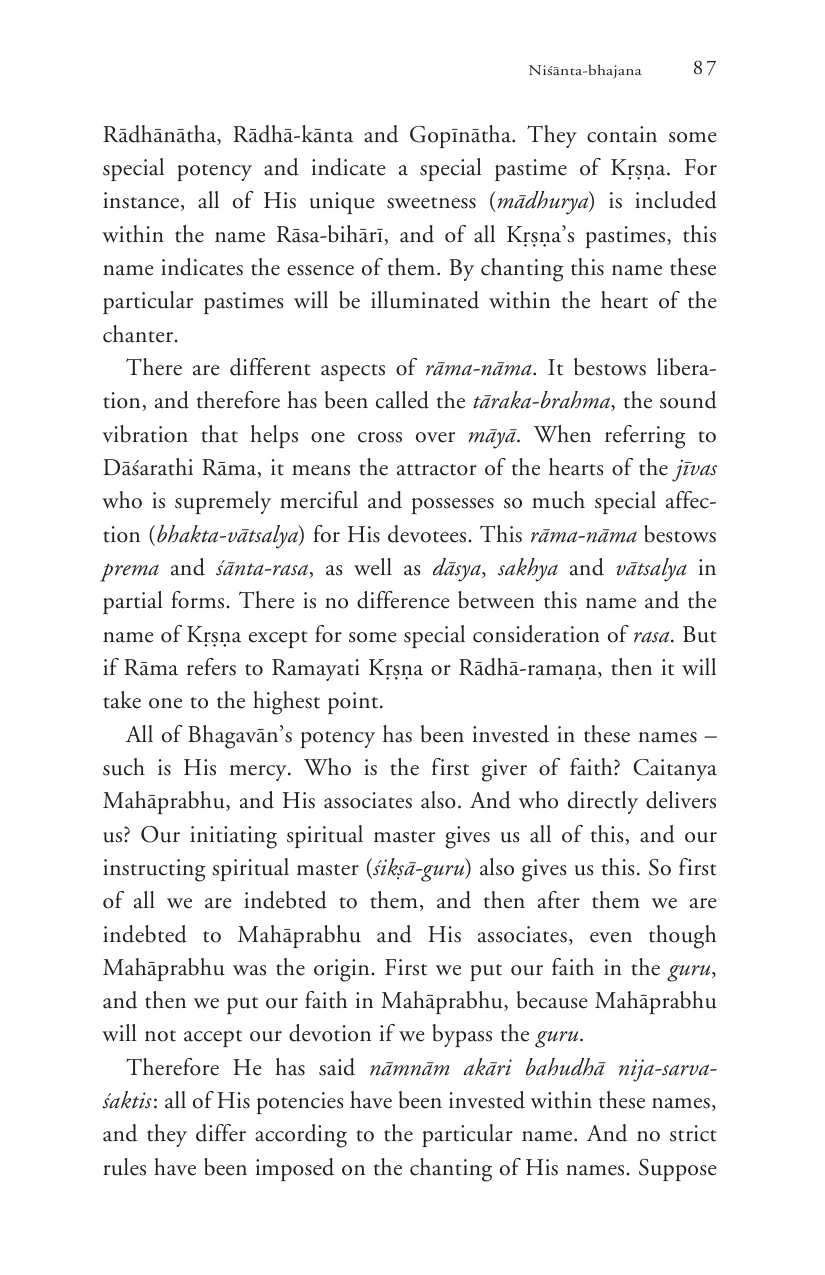 Niśānta-bhajana 87
Rādhānātha, Rādhā-kānta and Gopīnātha. They contain some
special potency and indicate a special pastime of Kṛṣṇa. For
instance, all of His unique sweetness (mādhurya) is included
within the name Rāsa-bihārī, and of all Kṛṣṇa’s pastimes, this
name indicates the essence of them. By chanting this name these
particular pastimes will be illuminated within the heart of the
chanter.
There are different aspects of rāma-nāma. It bestows libera-
tion, and therefore has been called the tāraka-brahma, the sound
vibration that helps one cross over māyā. When referring to
Dāśarathi Rāma, it means the attractor of the hearts of the jīvas
who is supremely merciful and possesses so much special affec-
tion (bhakta-vātsalya) for His devotees. This rāma-nāma bestows
prema and śānta-rasa, as well as dāsya, sakhya and vātsalya in
partial forms. There is no difference between this name and the
name of Kṛṣṇa except for some special consideration of rasa. But
if Rāma refers to Ramayati Kṛṣṇa or Rādhā-ramaṇa, then it will
take one to the highest point.
All of Bhagavān’s potency has been invested in these names –
such is His mercy. Who is the first giver of faith? Caitanya
Mahāprabhu, and His associates also. And who directly delivers
us? Our initiating spiritual master gives us all of this, and our
instructing spiritual master (śikṣā-guru) also gives us this. So first
of all we are indebted to them, and then after them we are
indebted to Mahāprabhu and His associates, even though
Mahāprabhu was the origin. First we put our faith in the guru,
and then we put our faith in Mahāprabhu, because Mahāprabhu
will not accept our devotion if we bypass the guru.
Therefore He has said nāmnām akāri bahudhā nija-sarva-
śaktis: all of His potencies have been invested within these names,
and they differ according to the particular name. And no strict
rules have been imposed on the chanting of His names. Suppose